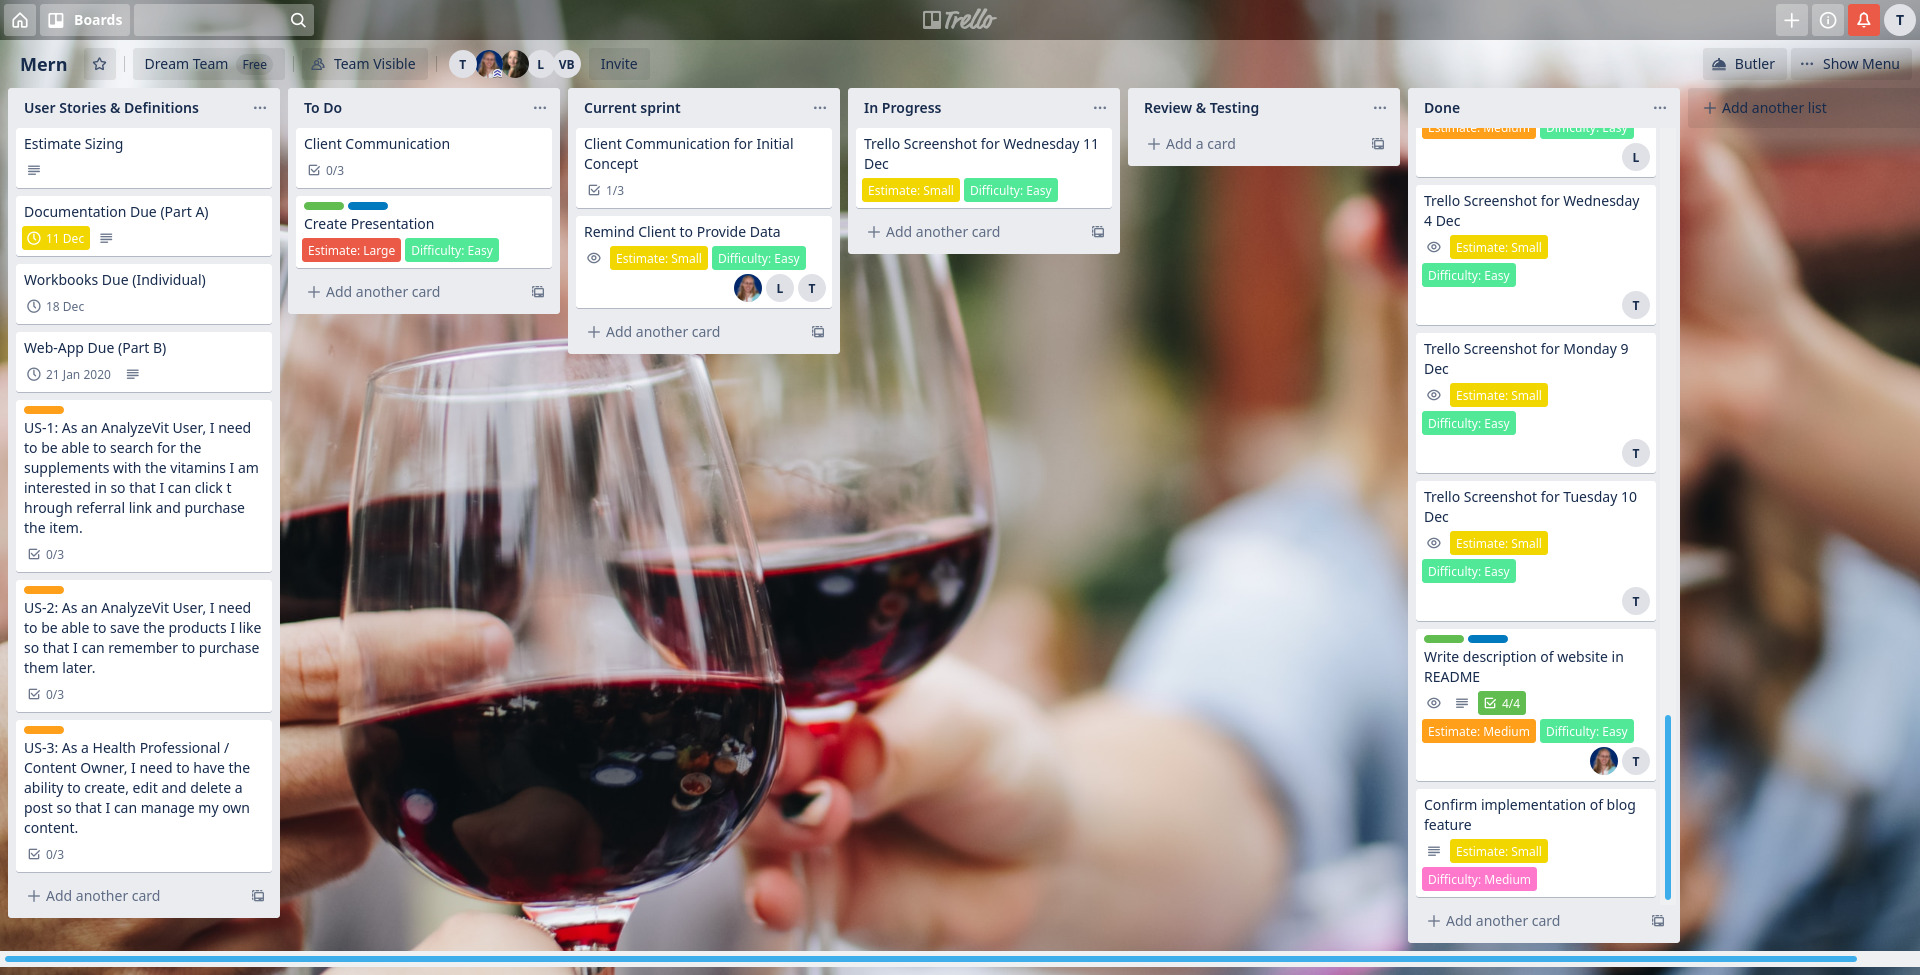 Boards
Trello
T
Mern
Dream Team Free
Team Visible
T L VB
Invite
Butler
Show Menu
User Stories & Definitions
Estimate Sizing
Documentation Due (Part A)
11 Dec
Workbooks Due (Individual)
18 Dec
Web-App Due (Part B)
21 Jan 2020
US-1: As an AnalyzeVit User, I need
to be able to search for the
supplements with the vitamins I am
interested in so that I can click t
hrough referral link and purchase
the item.
0/3
US-2: As an AnalyzeVit User, I need
to be able to save the products I like
so that I can remember to purchase
them later.
0/3
US-3: As a Health Professional /
Content Owner, I need to have the
ability to create, edit and delete a
post so that I can manage my own
content.
0/3
+ Add another card
To Do
Client Communication
0/3
Create Presentation
Estimate: Large Difficulty: Easy
+ Add another card
Current sprint
Client Communication for Initial
Concept
1/3
Remind Client to Provide Data
Estimate: Small Difficulty: Easy
L T
+ Add another card
In Progress
Trello Screenshot for Wednesday 11
Dec
Estimate: Small Difficulty: Easy
+ Add another card
Review & Testing
+ Add a card
Done
Estimate: Medium Difficulty: Easy
L
Trello Screenshot for Wednesday
4 Dec
Estimate: Small
Difficulty: Easy
T
Trello Screenshot for Monday 9
Dec
Estimate: Small
Difficulty: Easy
T
Trello Screenshot for Tuesday 10
Dec
Estimate: Small
Difficulty: Easy
T
Write description of website in
README
4/4
Estimate: Medium Difficulty: Easy
T
Confirm implementation of blog
feature
Estimate: Small
Difficulty: Medium
+ Add another card
+ Add another list